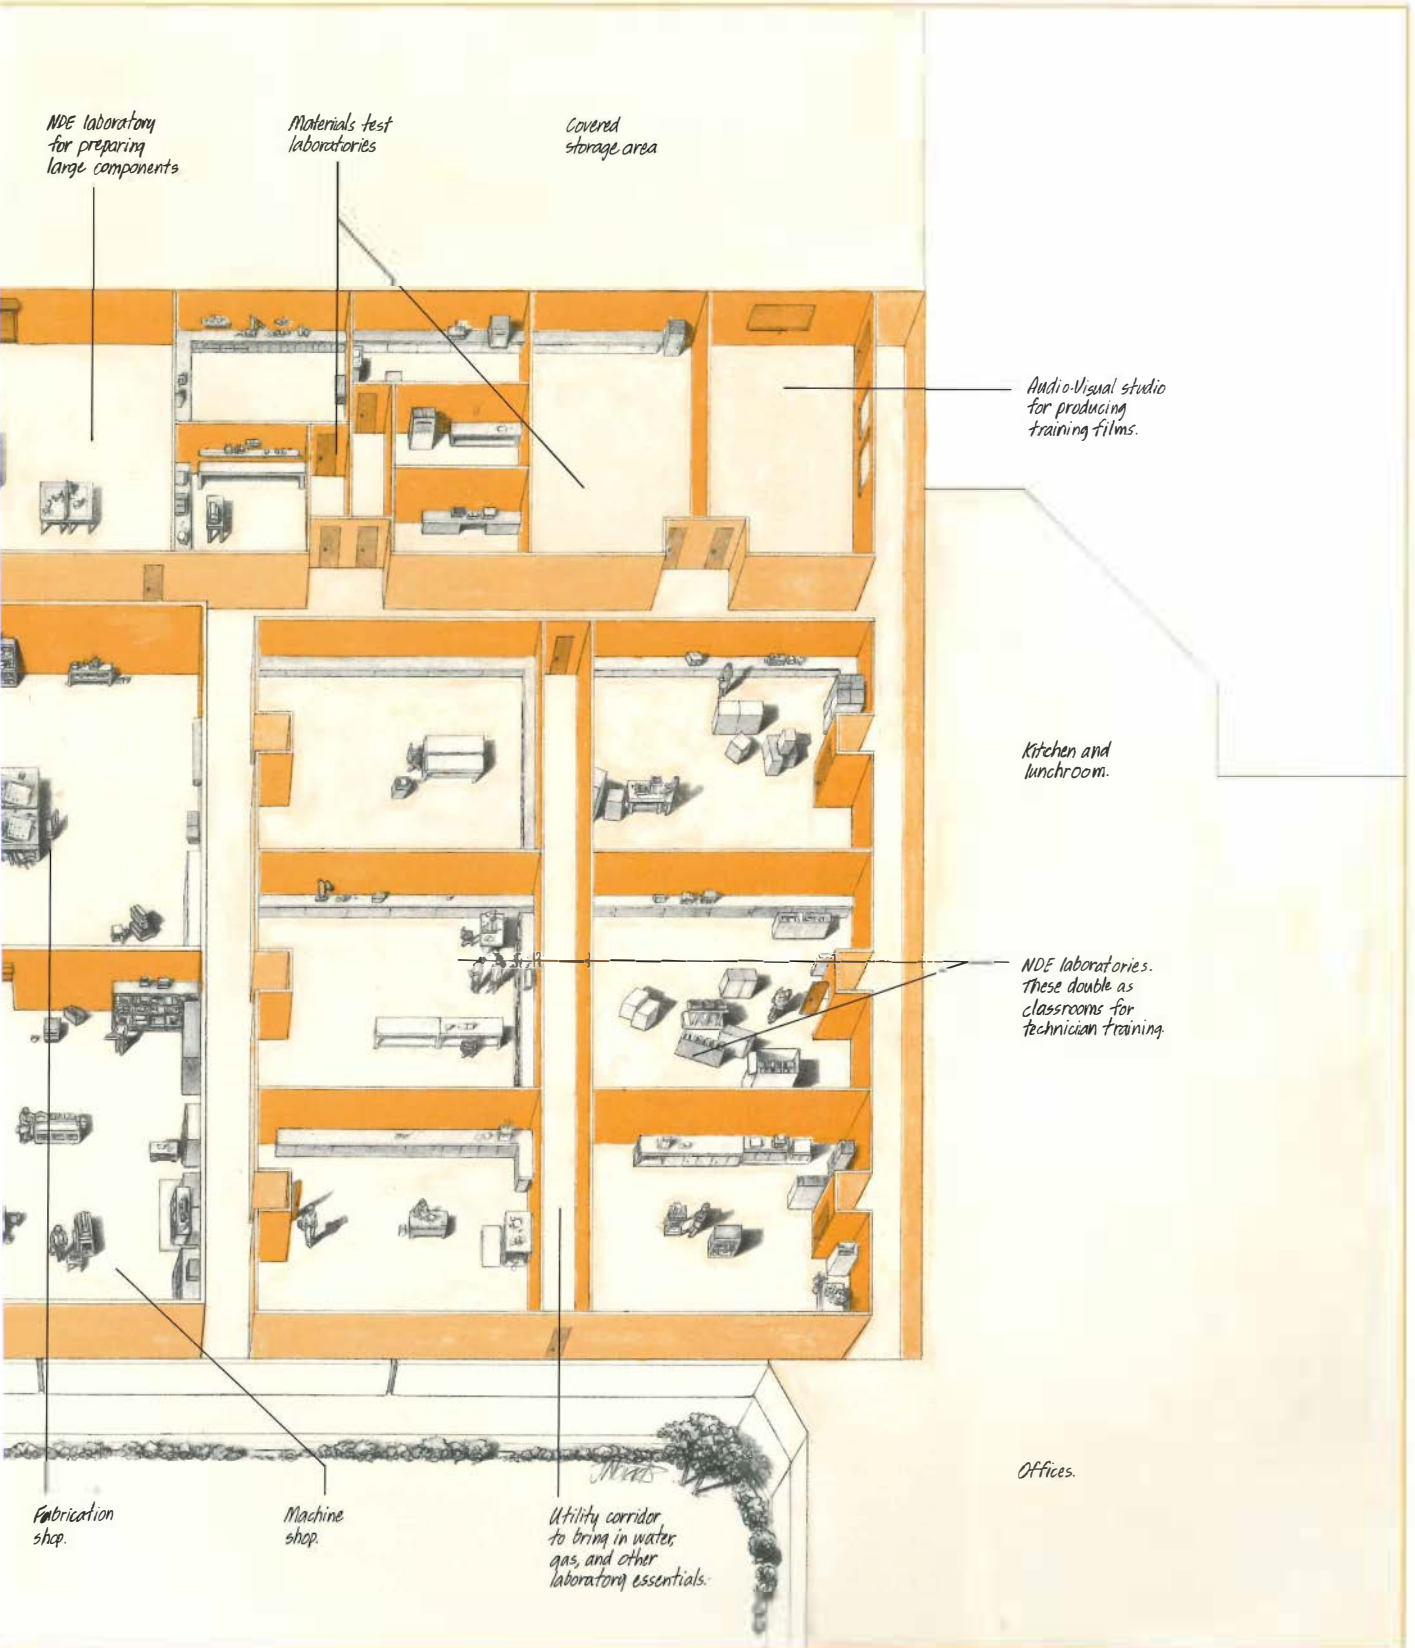 NDE laboratory
for preparing
large components
Materials test
laboratories
Covered
storage area
Audio-Visual studio
for producing
training films.
Kitchen and
lunchroom.
NDE laboratories.
These double as
classrooms for
technician training.
Offices.
Fabrication
shop.
Machine
shop.
Utility corridor
to bring in water,
gas, and other
laboratory essentials.